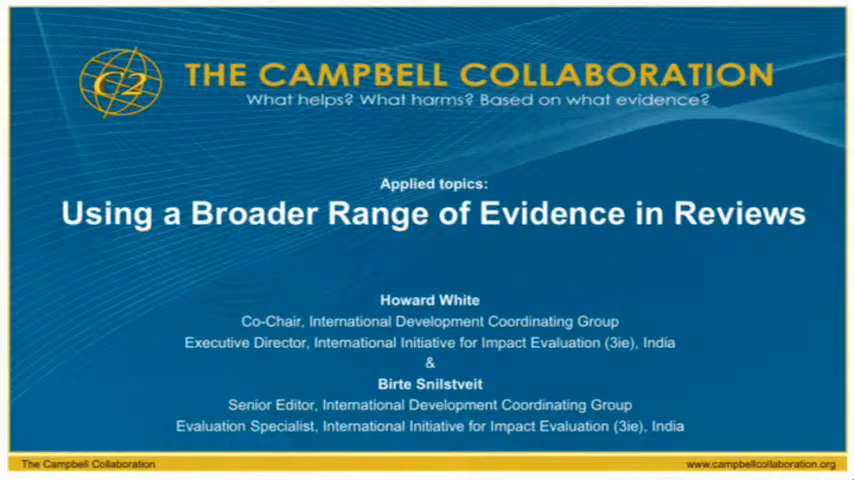 C2
THE CAMPBELL COLLABORATION
What helps? What harms? Based on what evidence?
Applied topics:
Using a Broader Range of Evidence in Reviews
Howard White
Co-Chair, International Development Coordinating Group
Executive Director, International Initiative for Impact Evaluation (3ie), India
&
Birte Snilstveit
Senior Editor, International Development Coordinating Group
Evaluation Specialist, International Initiative for Impact Evaluation (3ie), India
The Campbell Collaboration
www.campbellcollaboration.org